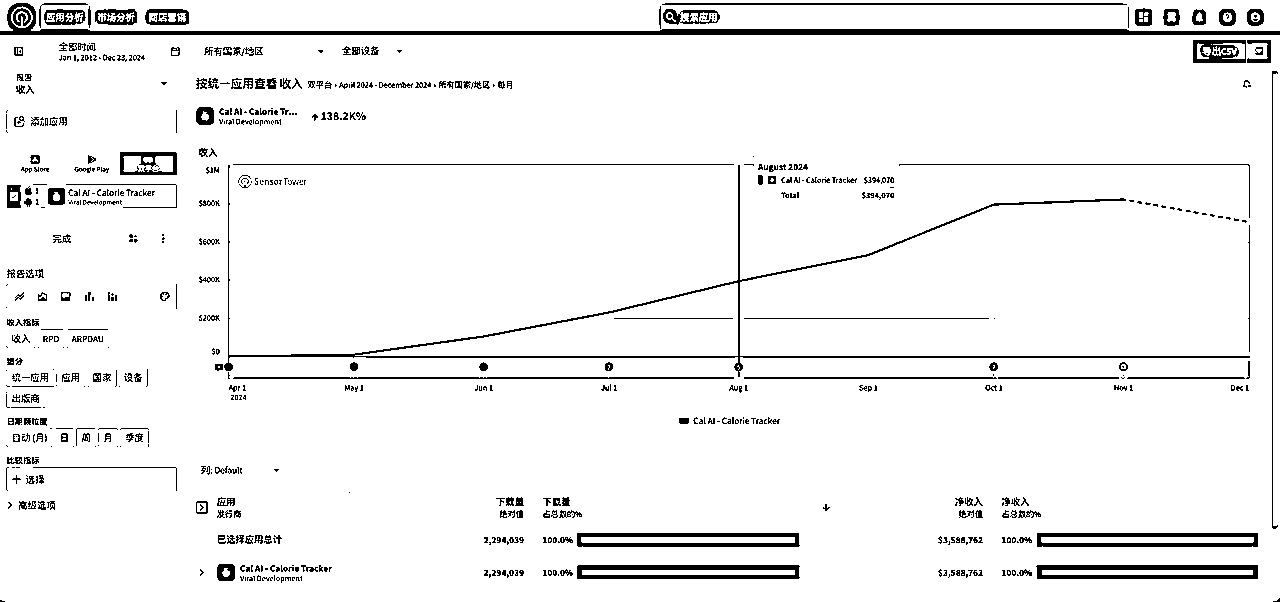 应用分析 市场分析 商店营销
搜索应用
全部时间
Jan 1, 2012 - Dec 23, 2024
所有国家/地区
全部设备
导出CSV
报告
收入
按统一应用查看 收入 双平台 • April 2024 - December 2024 • 所有国家/地区 • 每月
添加应用
Cal AI - Calorie Tr...
Viral Development
138.2K%
App Store
Google Play
双平台
1
1
Cal AI - Calorie Tracker
Viral Development
完成
报告选项
收入指标
收入 RPD ARPDAU
细分
统一应用 应用 国家 设备
出版商
日期颗粒度
自动 (月) 日 周 月 季度
比较指标
选择
高级选项
收入
SensorTower
August 2024
Cal AI - Calorie Tracker $394,070
Total $394,070
$1M
$800K
$600K
$400K
$200K
$0
Apr 1 May 1 Jun 1 Jul 1 Aug 1 Sep 1 Oct 1 Nov 1 Dec 1
2024
Cal AI - Calorie Tracker
列: Default
应用 下载量 下载量 净收入 净收入
发行商 绝对值 占总数的% 绝对值 占总数的%
已选择应用总计 2,294,039 100.0% $3,588,762 100.0%
Cal AI - Calorie Tracker 2,294,039 100.0% $3,588,762 100.0%
Viral Development